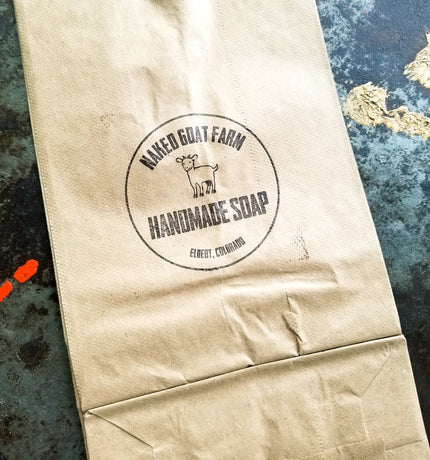 NAKED GOAT FARM
HANDMADE SOAP
ELBERT, COLORADO